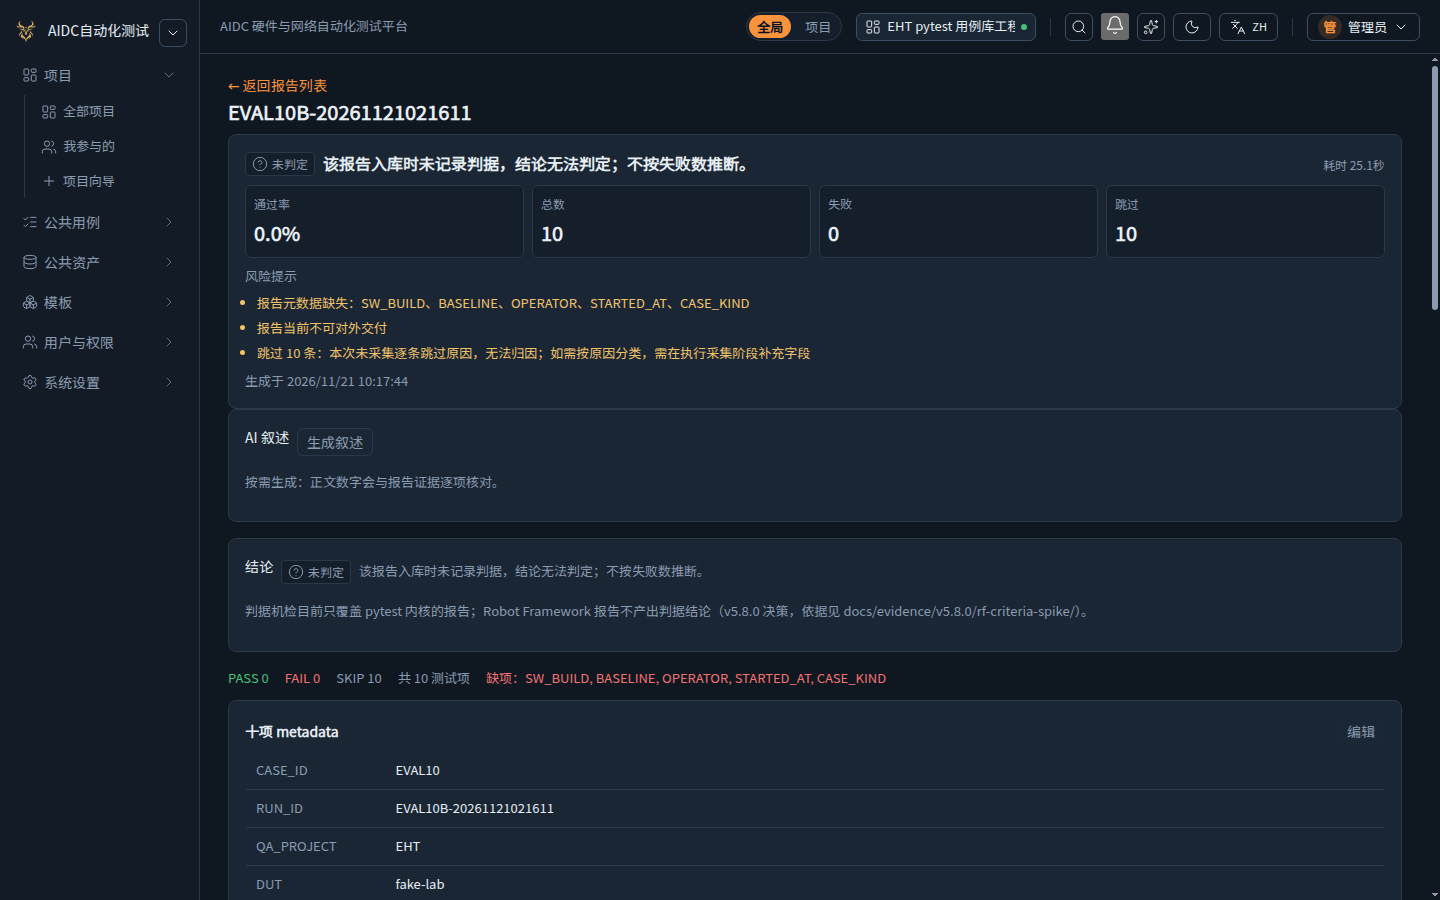 AIDC自动化测试
AIDC 硬件与网络自动化测试平台
全局
项目
EHT pytest 用例库工程
ZH
管
管理员
项目
全部项目
我参与的
项目向导
公共用例
公共资产
模板
用户与权限
系统设置
←返回报告列表
EVAL10B-20261121021611
未判定 该报告入库时未记录判据，结论无法判定；不按失败数推断。
耗时 25.1秒
通过率
0.0%
总数
10
失败
0
跳过
10
风险提示
报告元数据缺失：SW_BUILD、BASELINE、OPERATOR、STARTED_AT、CASE_KIND
报告当前不可对外交付
跳过 10 条：本次未采集逐条跳过原因，无法归因；如需按原因分类，需在执行采集阶段补充字段
生成于 2026/11/21 10:17:44
AI 叙述 生成叙述
按需生成：正文数字会与报告证据逐项核对。
结论 未判定 该报告入库时未记录判据，结论无法判定；不按失败数推断。
判据机检目前只覆盖 pytest 内核的报告；Robot Framework 报告不产出判据结论（v5.8.0 决策，依据见 docs/evidence/v5.8.0/rf-criteria-spike/）。
PASS 0 FAIL 0 SKIP 10 共 10 测试项 缺项：SW_BUILD, BASELINE, OPERATOR, STARTED_AT, CASE_KIND
十项 metadata
编辑
CASE_ID EVAL10
RUN_ID EVAL10B-20261121021611
QA_PROJECT EHT
DUT fake-lab